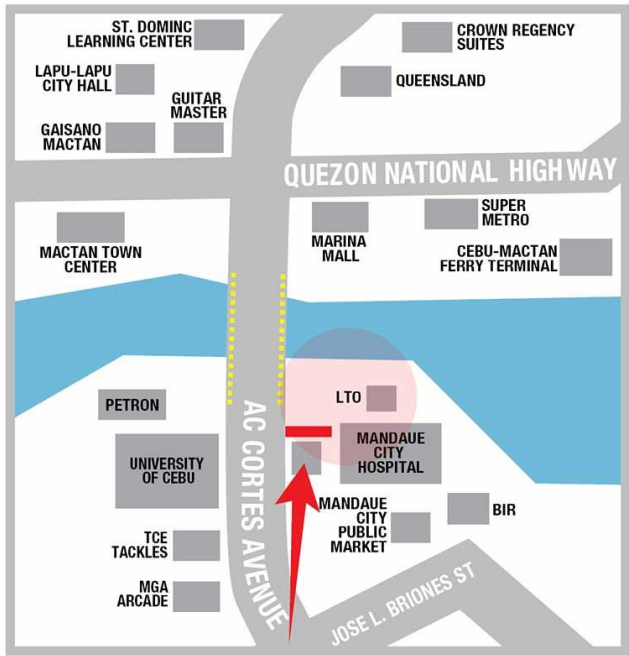 ST. DOMINC
LEARNING CENTER
CROWN REGENCY
SUITES
LAPU-LAPU
CITY HALL
QUEENSLAND
GUITAR
MASTER
GAISANO
MACTAN
QUEZON NATIONAL HIGHWAY
SUPER
METRO
MARINA
MALL
MACTAN TOWN
CENTER
CEBU-MACTAN
FERRY TERMINAL
LTO
PETRON
AC CORTES AVENUE
MANDAUE
CITY
HOSPITAL
UNIVERSITY
OF CEBU
MANDAUE
CITY
PUBLIC
MARKET
BIR
TCE
TACKLES
MGA
ARCADE
JOSE L. BRIONES ST